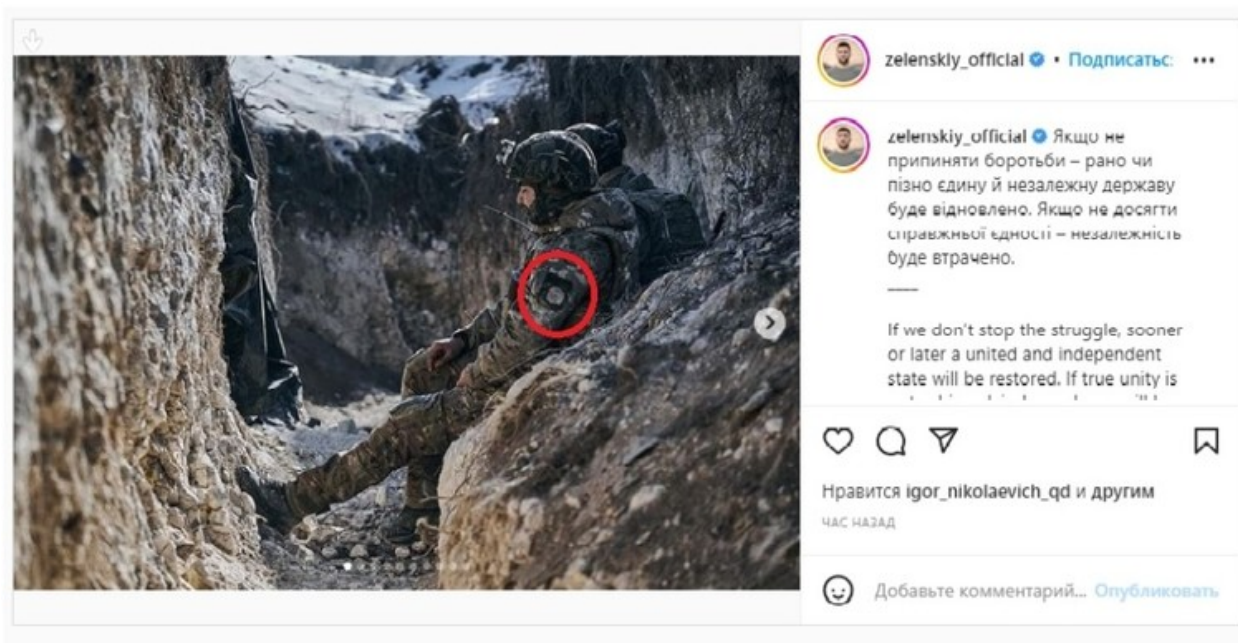 zelenskiy_official • Подписатьс:
zelenskiy_official Якщо не
припиняти боротьби – рано чи
пізно єдину й незалежну державу
буде відновлено. Якщо не досягти
справжньої єдності – незалежність
буде втрачено.
If we don't stop the struggle, sooner
or later a united and independent
state will be restored. If true unity is
Нравится igor_nikolaevich_qd и другим
ЧАС НАЗАД
Добавьте комментарий... Опубликовать